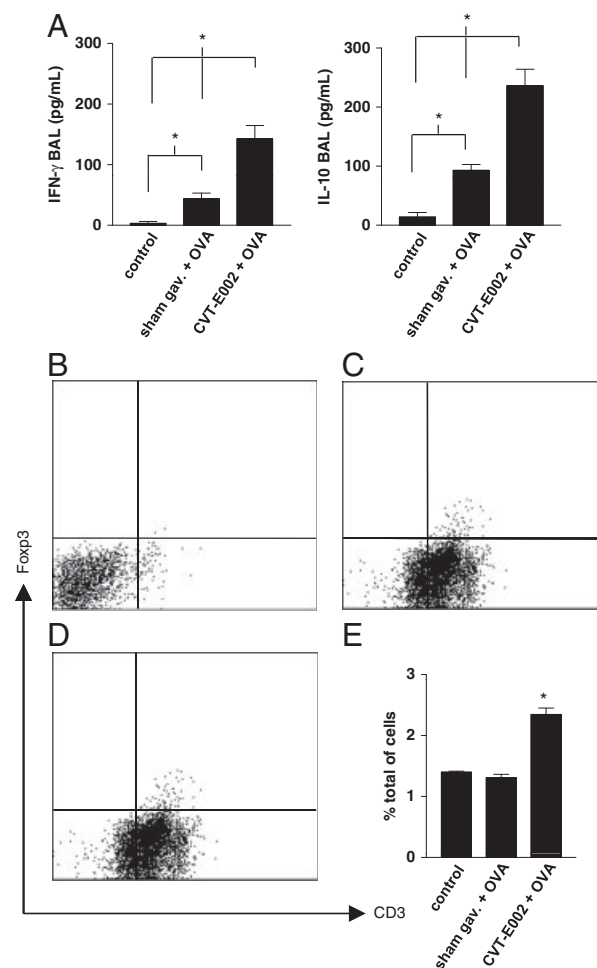 A
IFN-γ BAL (pg/mL)
300
200
100
0
*
*
control
sham gav. + OVA
CVT-E002 + OVA
IL-10 BAL (pg/mL)
300
200
100
0
*
*
control
sham gav. + OVA
CVT-E002 + OVA
B
C
Foxp3
D
E
% total of cells
3
2
1
0
*
control
sham gav. + OVA
CVT-E002 + OVA
CD3